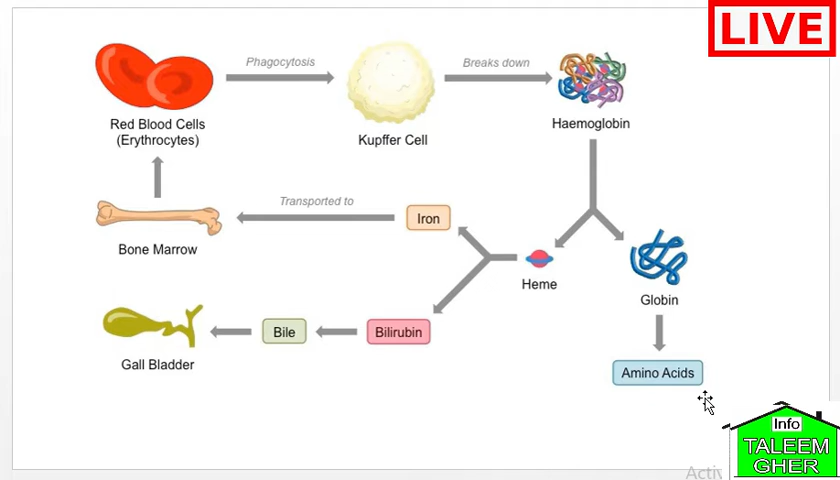 LIVE
Phagocytosis
Breaks down
Red Blood Cells
(Erythrocytes)
Kupffer Cell
Haemoglobin
Transported to
Iron
Bone Marrow
Heme
Globin
Bile
Bilirubin
Gall Bladder
Amino Acids
Info
TALEEM
GHER
Activ